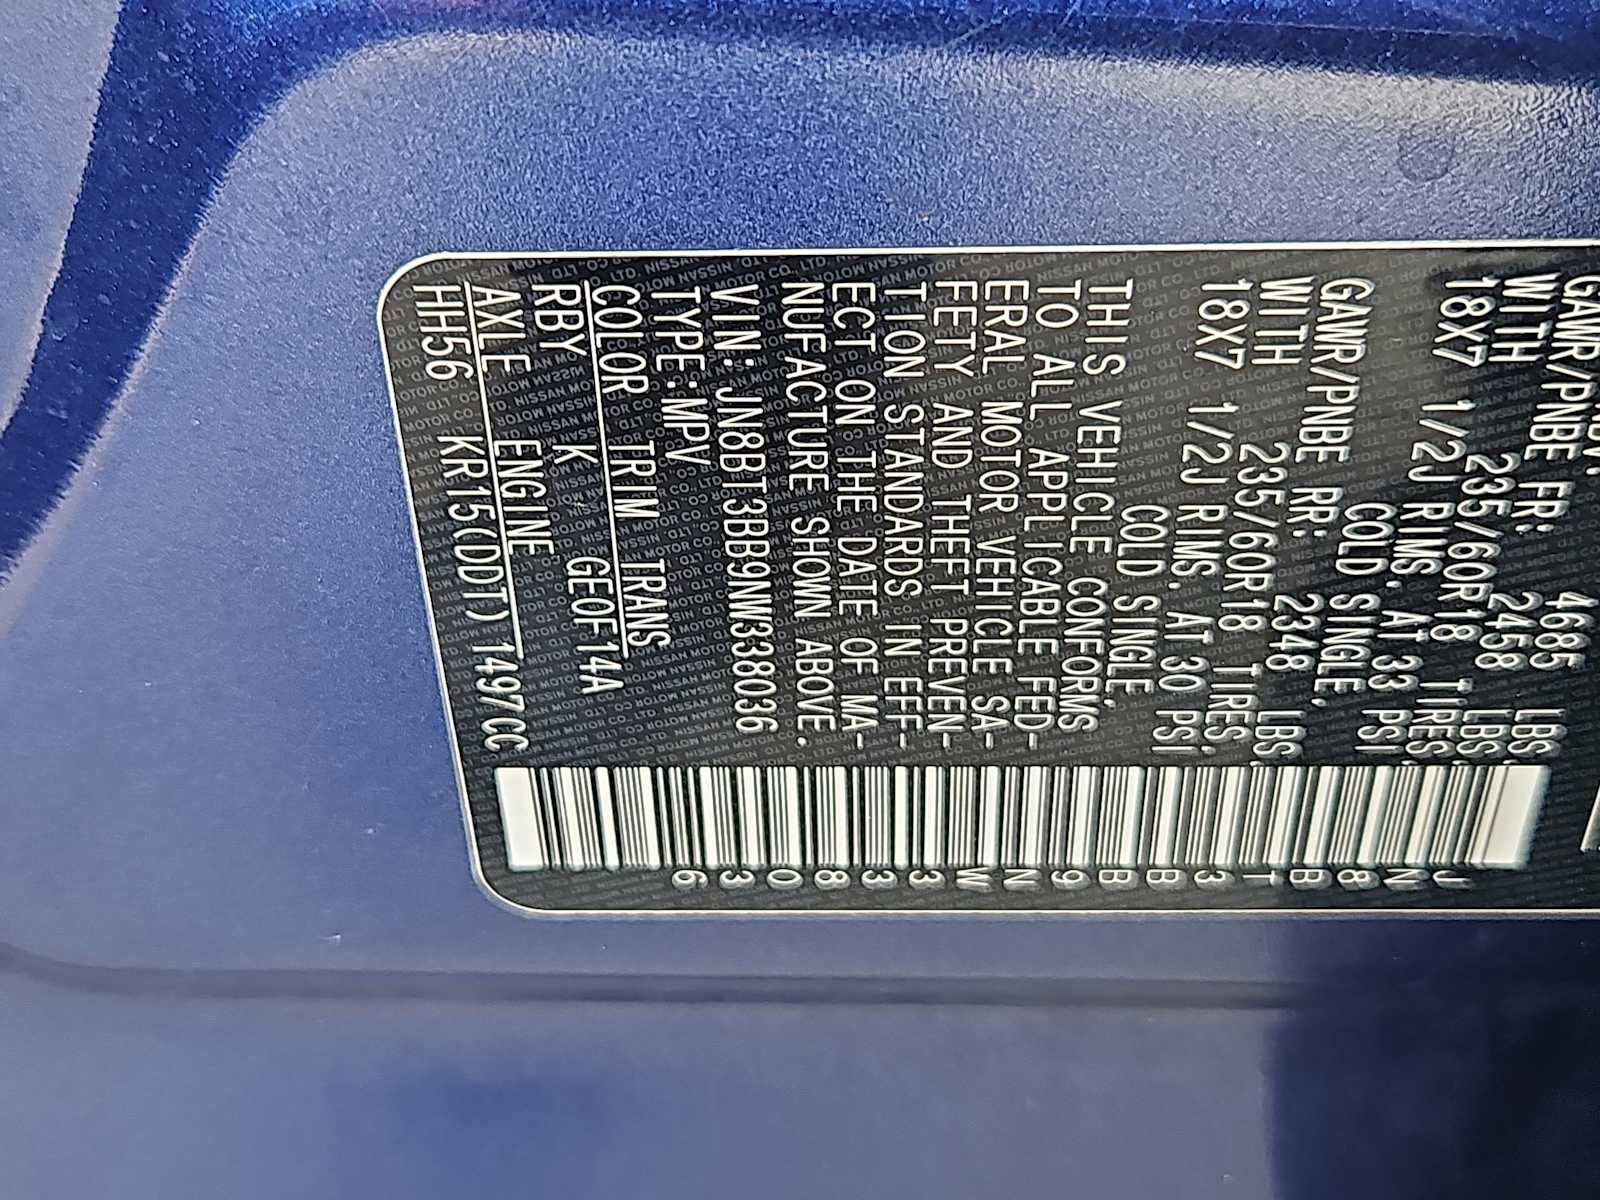 4685 LBS.
GAWR/PNBE FR: 2458 LBS.
WITH 235/60R18 TIRES,
18X7 1/2J RIMS, AT 33 PSI
COLD, SINGLE.
GAWR/PNBE RR: 2348 LBS.
WITH 235/60R18 TIRES,
18X7 1/2J RIMS, AT 30 PSI
COLD, SINGLE.
THIS VEHICLE CONFORMS
TO ALL APPLICABLE FED-
ERAL MOTOR VEHICLE SA-
FETY AND THEFT PREVEN-
TION STANDARDS IN EFF-
ECT ON THE DATE OF MA-
NUFACTURE SHOWN ABOVE.
VIN: JN8BT3BB9NW338036
TYPE:MPV
COLOR TRIM TRANS
RBY K GE0F14A
AXLE ENGINE
HH56 KR15(DDT) 1497CC
JN8BT3BB9NW338036